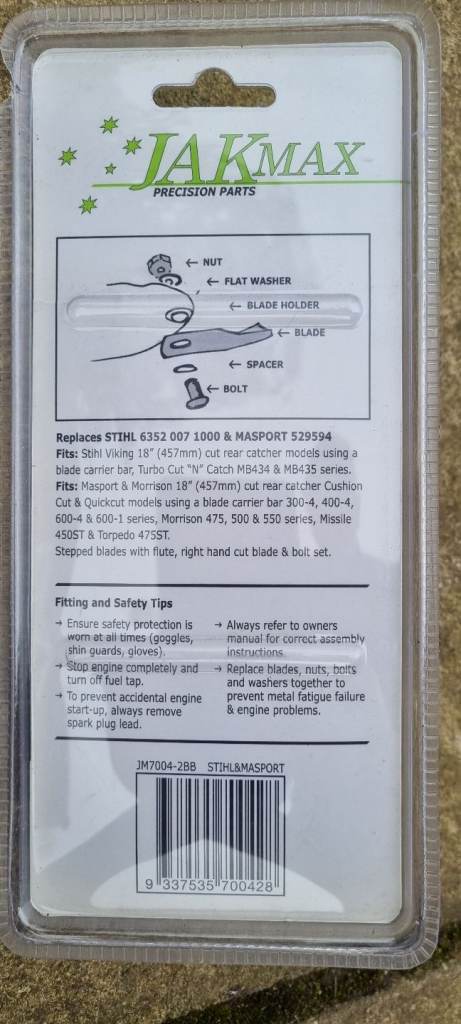 JAKMAX
PRECISION PARTS
← NUT
← FLAT WASHER
← BLADE HOLDER
← BLADE
← SPACER
← BOLT
Replaces STIHL 6352 007 1000 & MASPORT 529594
Fits: Stihl Viking 18" (457mm) cut rear catcher models using a
blade carrier bar, Turbo Cut "N" Catch MB434 & MB435 series.
Fits: Masport & Morrison 18" (457mm) cut rear catcher Cushion
Cut & Quickcut models using a blade carrier bar 300-4, 400-4,
600-4 & 600-1 series, Morrison 475, 500 & 550 series, Missile
450ST & Torpedo 475ST.
Stepped blades with flute, right hand cut blade & bolt set.
Fitting and Safety Tips
→ Ensure safety protection is
worn at all times (goggles,
shin guards, gloves).
→ Stop engine completely and
turn off fuel tap.
→ To prevent accidental engine
start-up, always remove
spark plug lead.
→ Always refer to owners
manual for correct assembly
instructions.
→ Replace blades, nuts, bolts
and washers together to
prevent metal fatigue failure
& engine problems.
JM7004-2BB STIHL&MASPORT
9 337535 700428